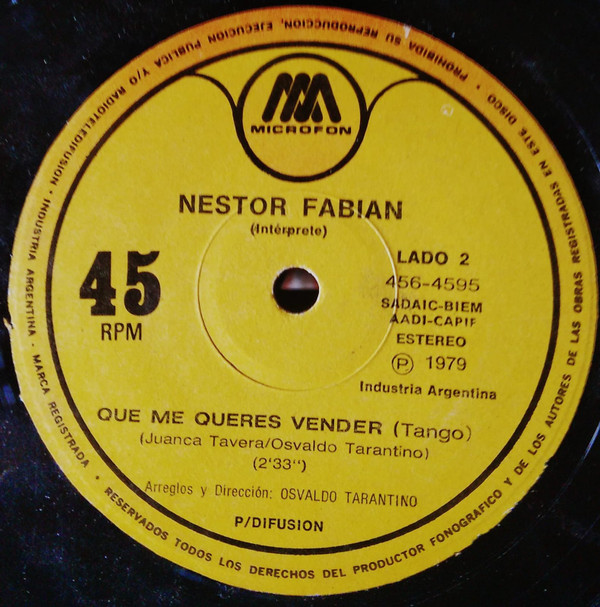 MICROFON
NESTOR FABIAN
(Intérprete)
45
RPM
LADO 2
456-4595
SADAIC-BIEM
AADI-CAPIF
ESTEREO
Ⓟ 1979
Industria Argentina
QUE ME QUERES VENDER (Tango)
(Juanca Tavera/Osvaldo Tarantino)
(2'33")
Arreglos y Dirección: OSVALDO TARANTINO
P/DIFUSION
INDUSTRIA ARGENTINA · MARCA REGISTRADA · RESERVADOS TODOS LOS DERECHOS DEL PRODUCTOR FONOGRAFICO Y DE LOS AUTORES DE LAS OBRAS REGISTRADAS EN ESTE DISCO · PROHIBIDA SU REPRODUCCION, EJECUCION PUBLICA Y/O RADIOTELEDIFUSION ·